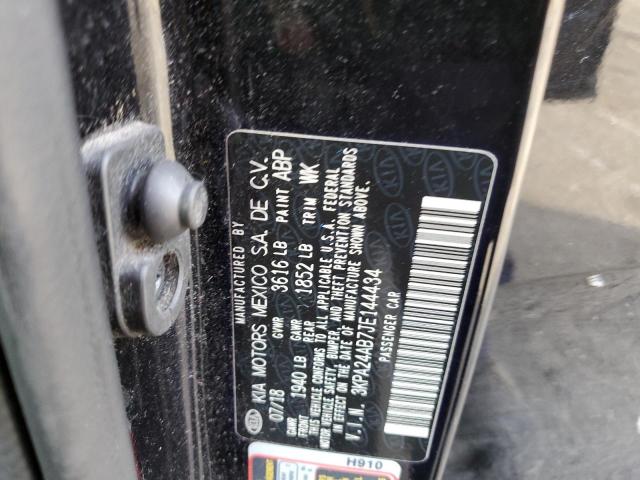 MANUFACTURED BY
KIA MOTORS MEXICO S.A. DE C.V.
07/18 GVWR 3616 LB PAINT ABP
GAWR FRONT 1940 LB GAWR REAR 1852 LB TRIM WK
THIS VEHICLE CONFORMS TO ALL APPLICABLE U.S.A. FEDERAL
MOTOR VEHICLE SAFETY, BUMPER, AND THEFT PREVENTION STANDARDS
IN EFFECT ON THE DATE OF MANUFACTURE SHOWN ABOVE.
V.I.N. 3KPA24AB7JE144434
PASSENGER CAR
H910